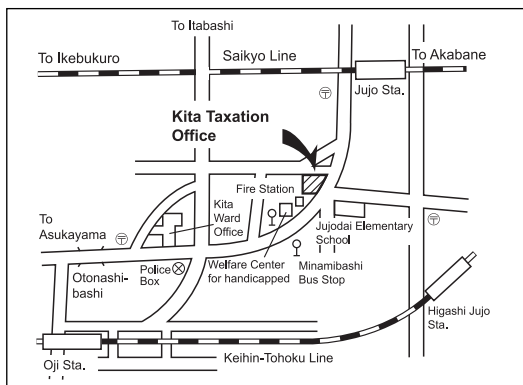 To Itabashi
To Ikebukuro
Saikyo Line
To Akabane
Jujo Sta.
〒
Kita Taxation
Office
Fire Station
Kita
Ward
Office
Jujodai Elementary
School
〒
To
Asukayama
〒
Otonashi-
bashi
Police
Box
Welfare Center
for handicapped
Minamibashi
Bus Stop
Higashi Jujo
Sta.
Oji Sta.
Keihin-Tohoku Line